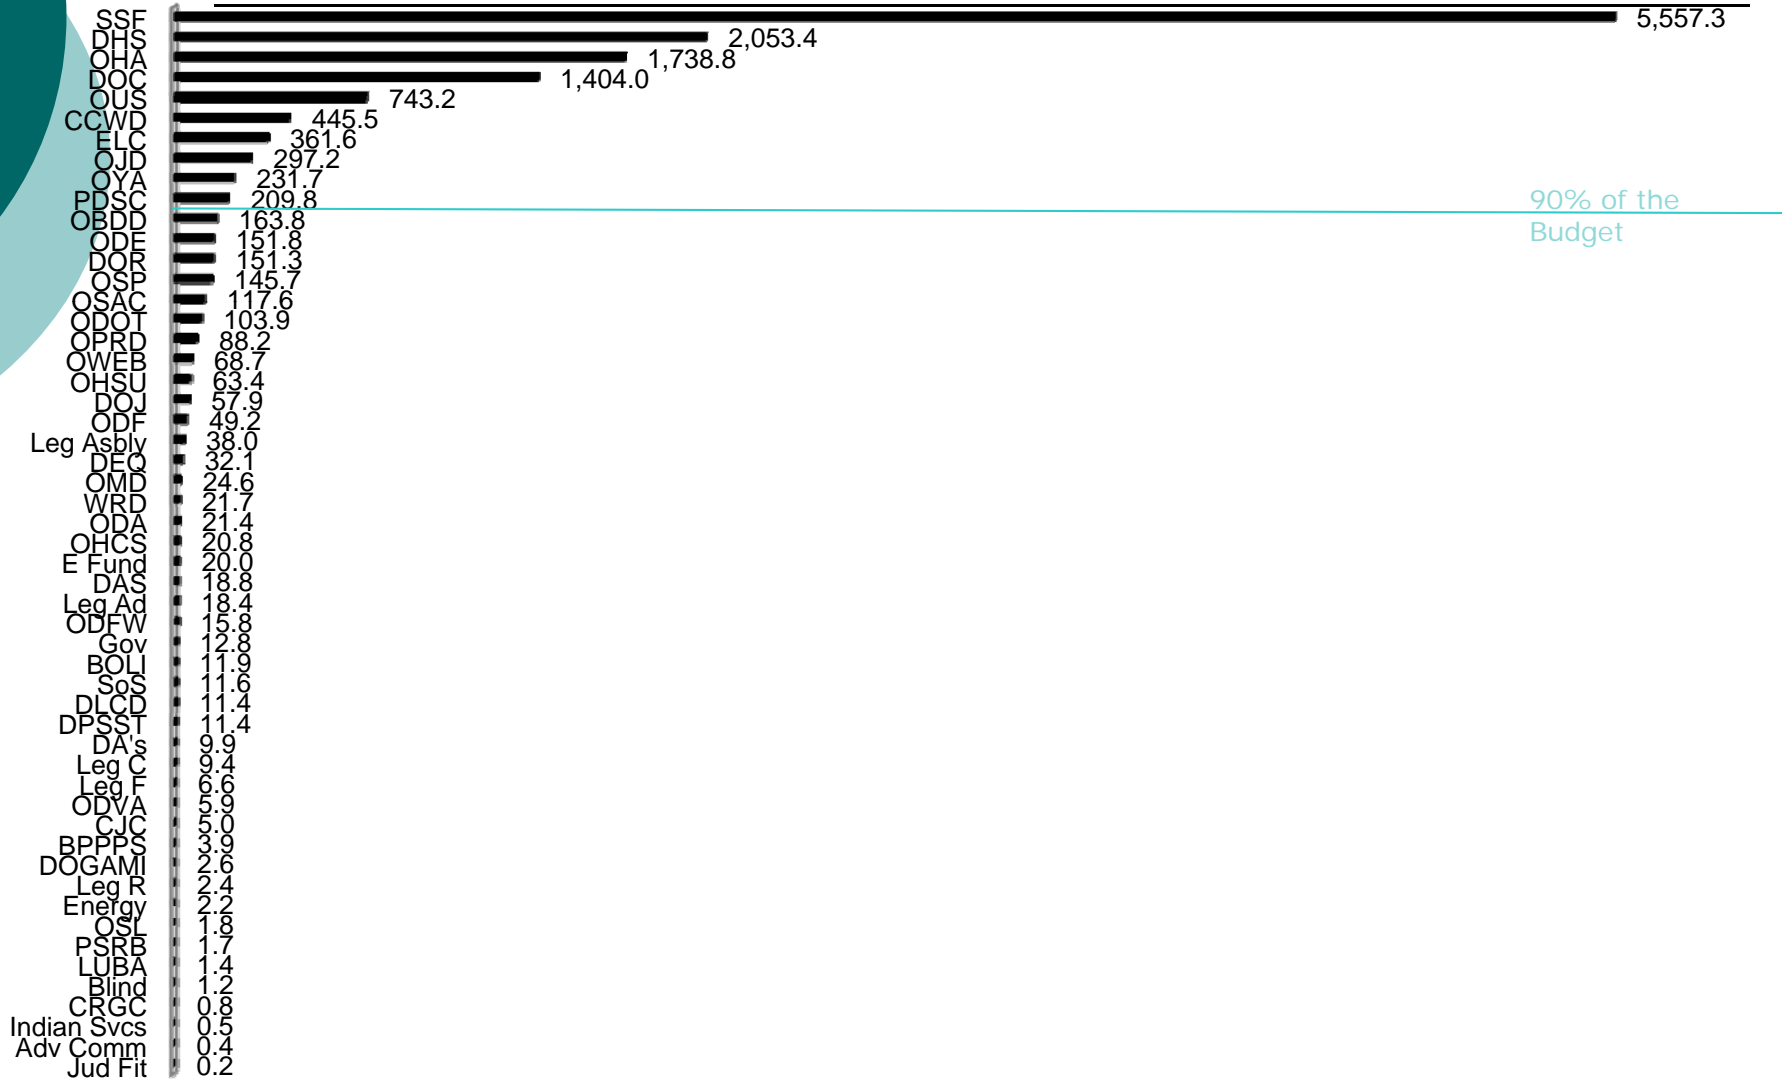 SSF 5,557.3
DHS 2,053.4
OHA 1,738.8
DOC 1,404.0
OUS 743.2
CCWD 445.5
ELC 361.6
OJD 297.2
OYA 231.7
PDSC 209.8
90% of the
Budget
OBDD 163.8
ODE 151.8
DOR 151.3
OSP 145.7
OSAC 117.6
ODOT 103.9
OPRD 88.2
OWEB 68.7
OHSU 63.4
DOJ 57.9
ODF 49.2
Leg Asbly 38.0
DEQ 32.1
OMD 24.6
WRD 21.7
ODA 21.4
OHCS 20.8
E Fund 20.0
DAS 18.8
Leg Ad 18.4
ODFW 15.8
Gov 12.8
BOLI 11.9
SoS 11.6
DLCD 11.4
DPSST 11.4
DA's 9.9
Leg C 9.4
Leg F 6.6
ODVA 5.9
CJC 5.0
BPPPS 3.9
DOGAMI 2.6
Leg R 2.4
Energy 2.2
OSL 1.8
PSRB 1.7
LUBA 1.4
Blind 1.2
CRGC 0.8
Indian Svcs 0.5
Adv Comm 0.4
Jud Fit 0.2